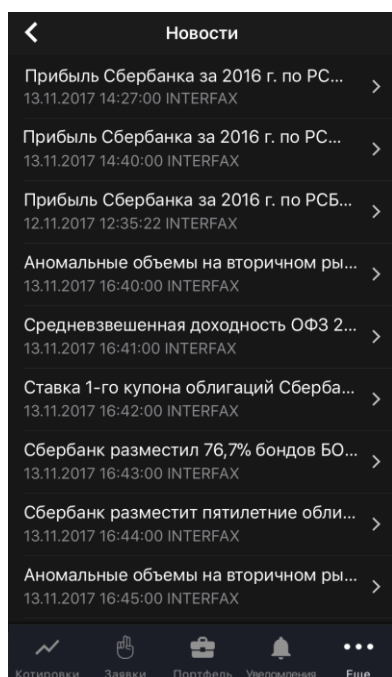 Новости
Прибыль Сбербанка за 2016 г. по РС...
13.11.2017 14:27:00 INTERFAX
Прибыль Сбербанка за 2016 г. по РС...
13.11.2017 14:40:00 INTERFAX
Прибыль Сбербанка за 2016 г. по РСБ...
12.11.2017 12:35:22 INTERFAX
Аномальные объемы на вторичном ры...
13.11.2017 16:40:00 INTERFAX
Средневзвешенная доходность ОФЗ 2...
13.11.2017 16:41:00 INTERFAX
Ставка 1-го купона облигаций Сберба...
13.11.2017 16:42:00 INTERFAX
Сбербанк разместил 76,7% бондов БО...
13.11.2017 16:43:00 INTERFAX
Сбербанк разместит пятилетние обли...
13.11.2017 16:44:00 INTERFAX
Аномальные объемы на вторичном ры...
13.11.2017 16:45:00 INTERFAX
Котировки Заявки Портфель Уведомления Еще